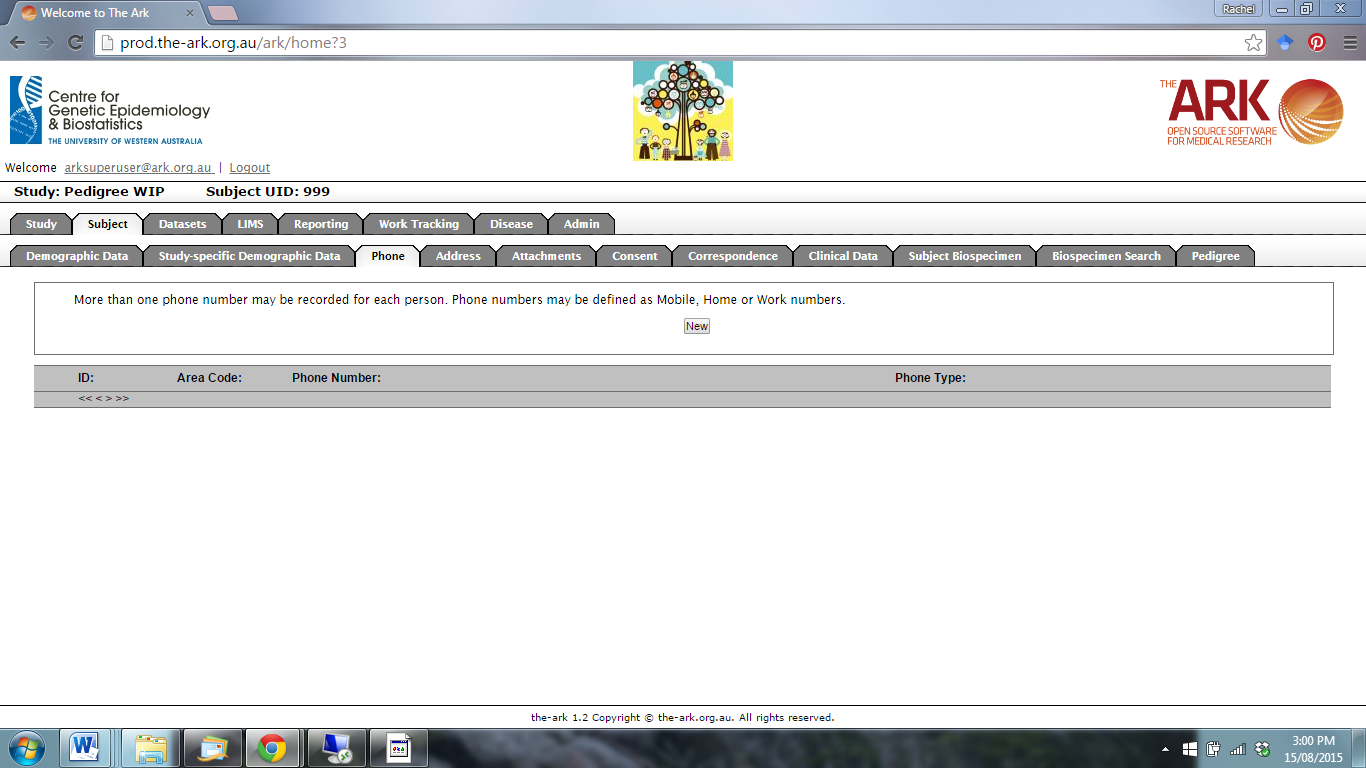 Welcome to The Ark
Rachel
prod.the-ark.org.au/ark/home?3
Centre for
Genetic Epidemiology
& Biostatistics
THE UNIVERSITY OF WESTERN AUSTRALIA
THE ARK
OPEN SOURCE SOFTWARE
FOR MEDICAL RESEARCH
Welcome arksuperuser@ark.org.au | Logout
Study: Pedigree WIP Subject UID: 999
Study Subject Datasets LIMS Reporting Work Tracking Disease Admin
Demographic Data Study-specific Demographic Data Phone Address Attachments Consent Correspondence Clinical Data Subject Biospecimen Biospecimen Search Pedigree
More than one phone number may be recorded for each person. Phone numbers may be defined as Mobile, Home or Work numbers.
New
ID: Area Code: Phone Number: Phone Type:
<< < > >>
the-ark 1.2 Copyright © the-ark.org.au. All rights reserved.
3:00 PM
15/08/2015